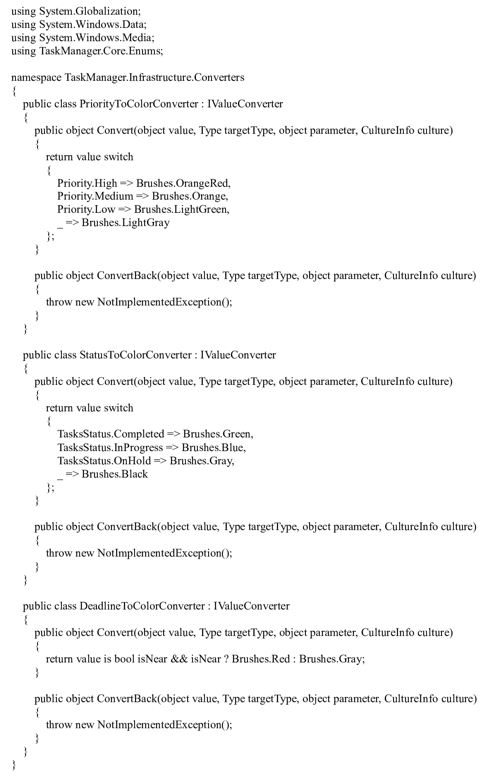 using System.Globalization;
using System.Windows.Data;
using System.Windows.Media;
using TaskManager.Core.Enums;

namespace TaskManager.Infrastructure.Converters
{
    public class PriorityToColorConverter : IValueConverter
    {
        public object Convert(object value, Type targetType, object parameter, CultureInfo culture)
        {
            return value switch
            {
                Priority.High => Brushes.OrangeRed,
                Priority.Medium => Brushes.Orange,
                Priority.Low => Brushes.LightGreen,
                _ => Brushes.LightGray
            };
        }

        public object ConvertBack(object value, Type targetType, object parameter, CultureInfo culture)
        {
            throw new NotImplementedException();
        }
    }

    public class StatusToColorConverter : IValueConverter
    {
        public object Convert(object value, Type targetType, object parameter, CultureInfo culture)
        {
            return value switch
            {
                TasksStatus.Completed => Brushes.Green,
                TasksStatus.InProgress => Brushes.Blue,
                TasksStatus.OnHold => Brushes.Gray,
                _ => Brushes.Black
            };
        }

        public object ConvertBack(object value, Type targetType, object parameter, CultureInfo culture)
        {
            throw new NotImplementedException();
        }
    }

    public class DeadlineToColorConverter : IValueConverter
    {
        public object Convert(object value, Type targetType, object parameter, CultureInfo culture)
        {
            return value is bool isNear && isNear ? Brushes.Red : Brushes.Gray;
        }

        public object ConvertBack(object value, Type targetType, object parameter, CultureInfo culture)
        {
            throw new NotImplementedException();
        }
    }
}